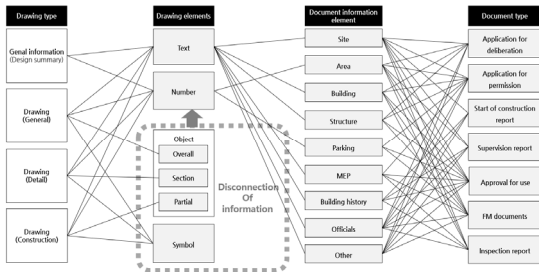 Drawing type
Genal information
(Design summary)
Drawing
(General)
Drawing
(Detail)
Drawing
(Construction)
Drawing elements
Text
Number
Object
Overall
Section
Partial
Symbol
Disconnection
Of
information
Document information
element
Site
Area
Building
Structure
Parking
MEP
Building history
Officials
Other
Document type
Application for
deliberation
Application for
permission
Start of construction
report
Supervision report
Approval for use
FM documents
Inspection report